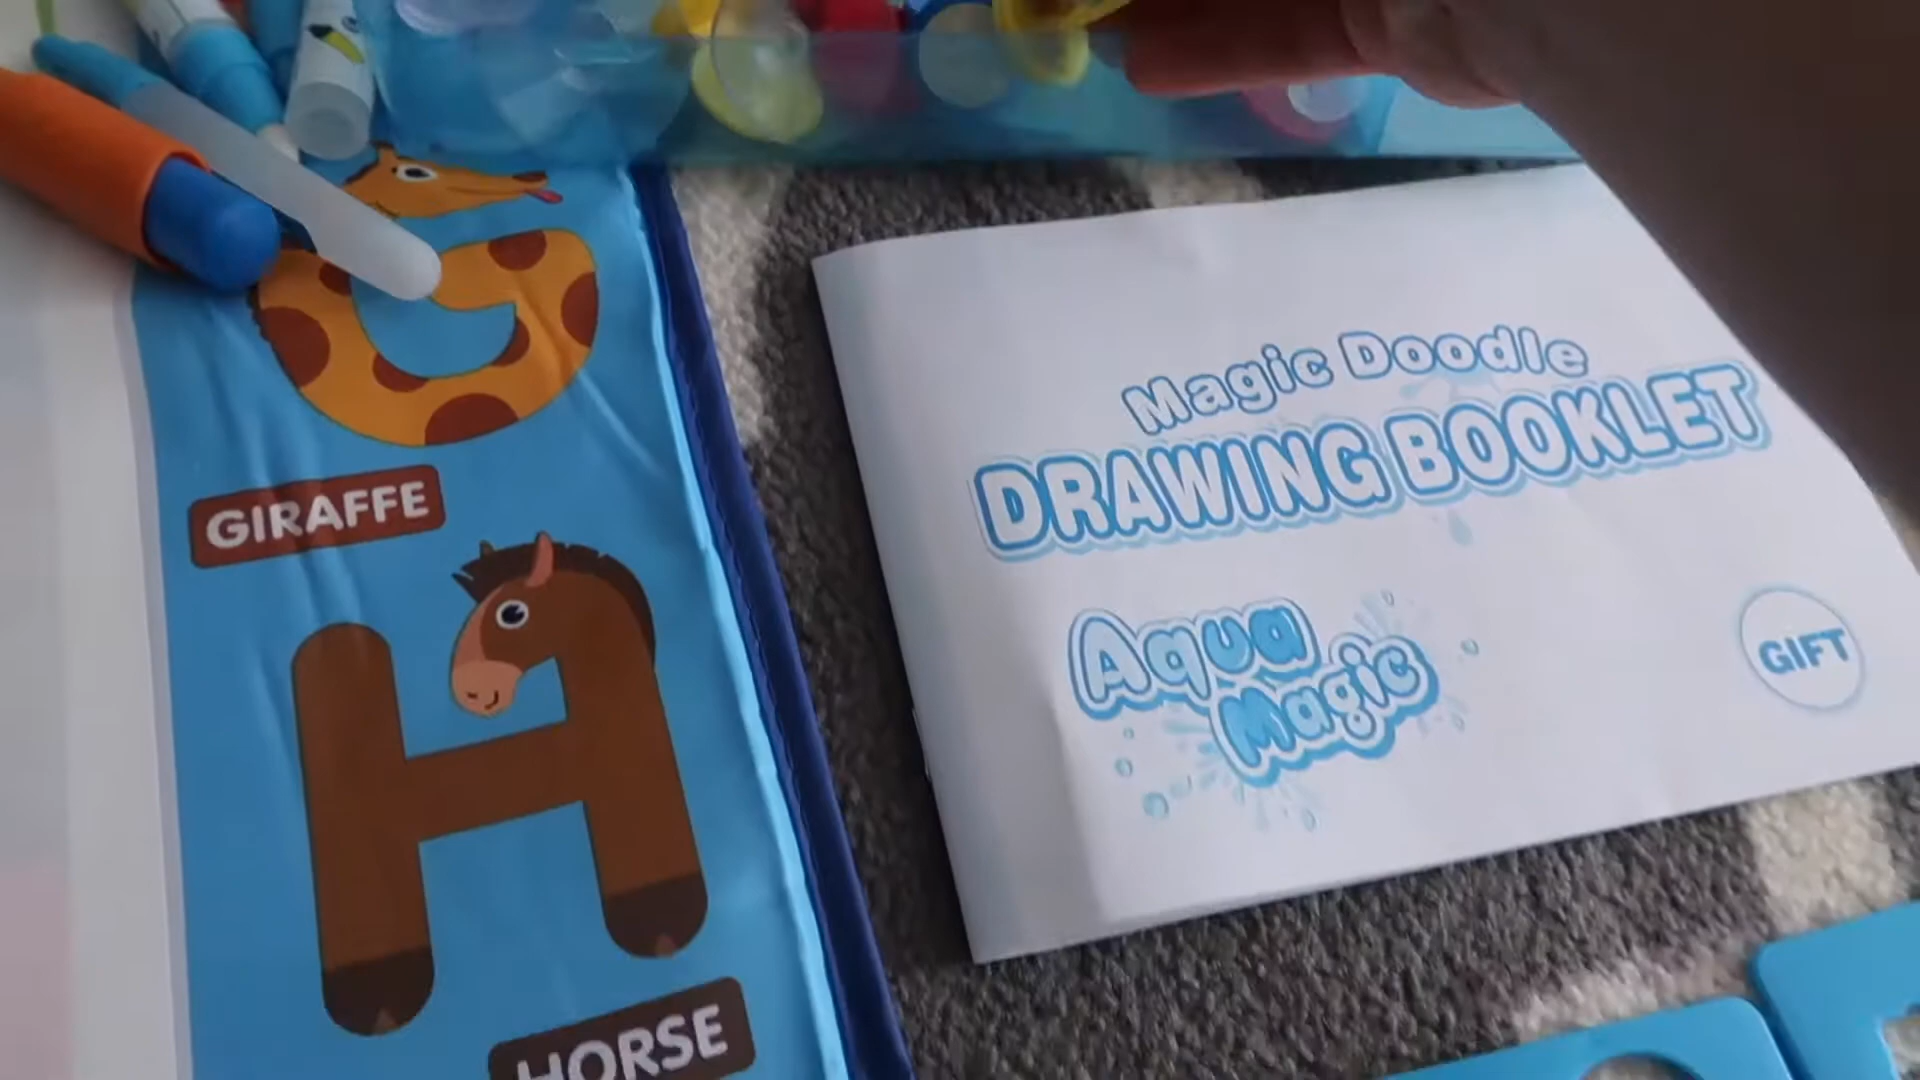 G
GIRAFFE
H
HORSE
Magic Doodle
DRAWING BOOKLET
Aqua
Magic
GIFT